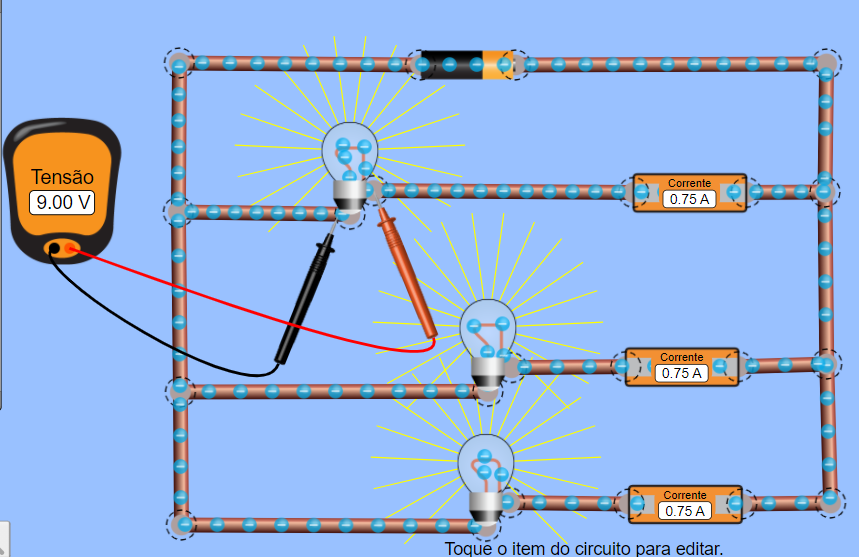 Tensão
9.00 V
Corrente
0.75 A
Corrente
0.75 A
Corrente
0.75 A
Toque o item do circuito para editar.